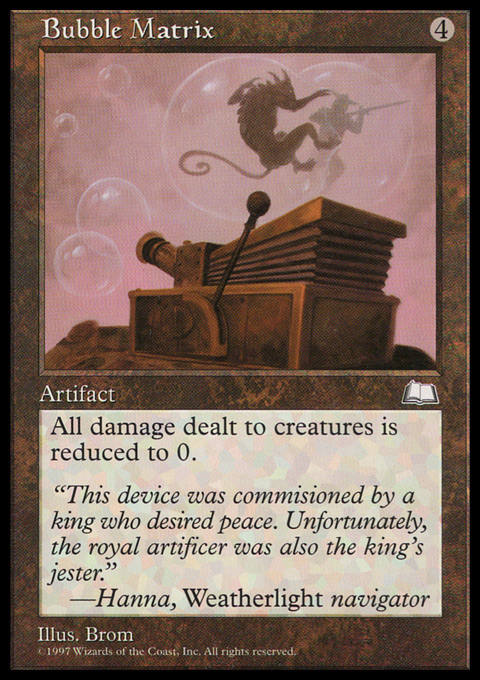 Bubble Matrix 4
Artifact
All damage dealt to creatures is
reduced to 0.
“This device was commisioned by a
king who desired peace. Unfortunately,
the royal artificer was also the king’s
jester.”
—Hanna, Weatherlight navigator
Illus. Brom
©1997 Wizards of the Coast, Inc. All rights reserved.